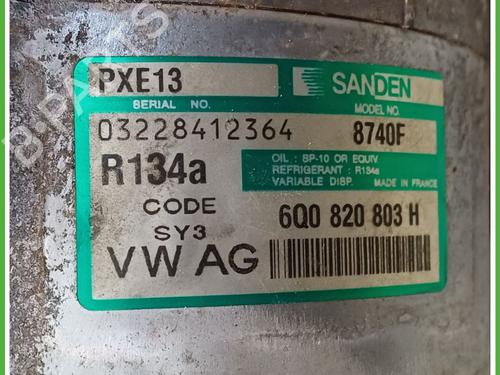 PXE13
SANDEN
SERIAL NO.
MODEL NO.
03228412364
8740F
R134a
OIL : BP-10 OR EQUIV
REFRIGERANT : R134a
VARIABLE DISP. MADE IN FRANCE
CODE
6Q0 820 803 H
SY3
VW AG
B-PARTS